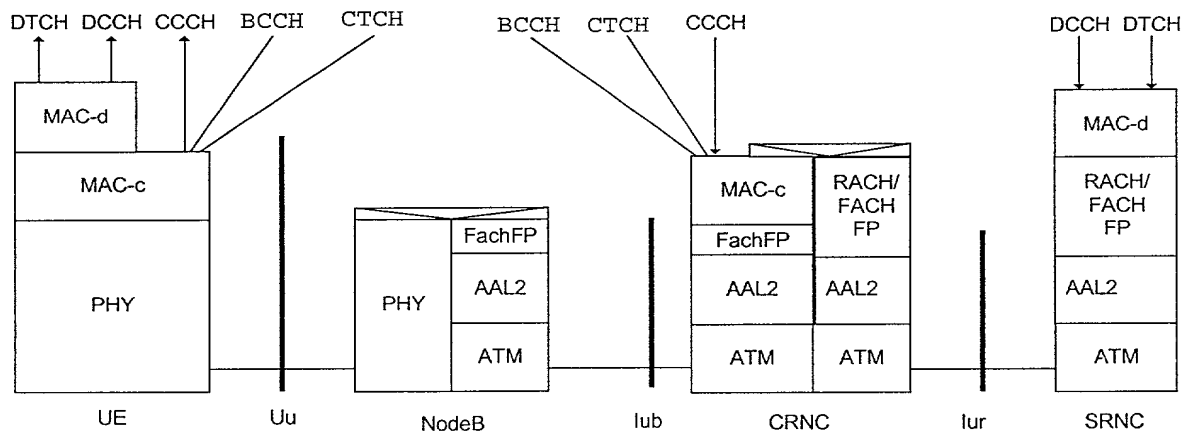 DTCH DCCH CCCH BCCH CTCH BCCH CTCH CCCH DCCH DTCH
MAC-d
MAC-c
PHY
PHY
FachFP
AAL2
ATM
MAC-c
FachFP
AAL2
ATM
RACH/
FACH
FP
AAL2
ATM
MAC-d
RACH/
FACH
FP
AAL2
ATM
UE Uu NodeB Iub CRNC Iur SRNC